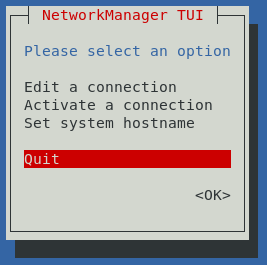 NetworkManager TUI
Please select an option
Edit a connection
Activate a connection
Set system hostname
Quit
<OK>